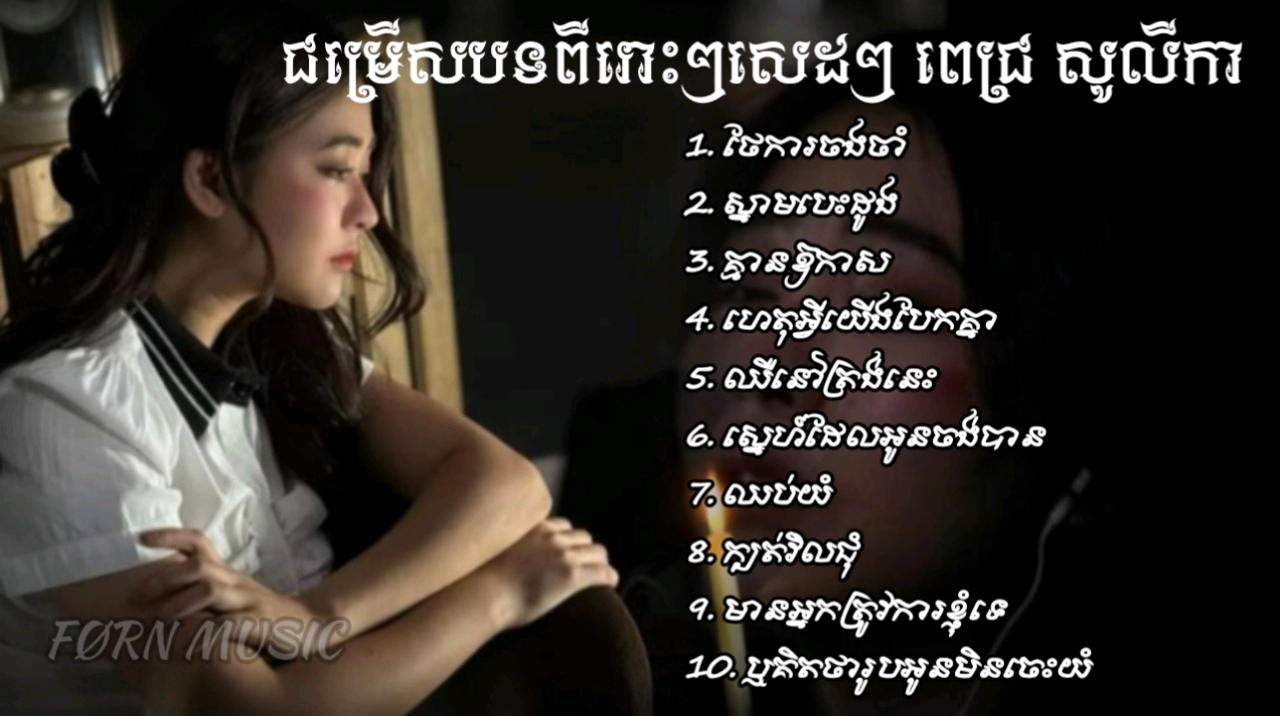 ជម្រើសបទពីរោះៗសេដៗ ពេជ្រ សូលីកា
1. ថែការចងចាំ
2. ស្នាមបេះដូង
3. គ្មានឱកាស
4. ហេតុអ្វីយើងបែកគ្នា
5. ឈឺនៅត្រង់នេះ
6. ស្នេហ៍ដែលអូនចង់បាន
7. ឈប់យំ
8. ក្បត់វិលជុំ
9. មានអ្នកត្រូវការខ្ញុំទេ
10. ឬគិតថារូបអូនមិនចេះយំ
FØRN MUSIC